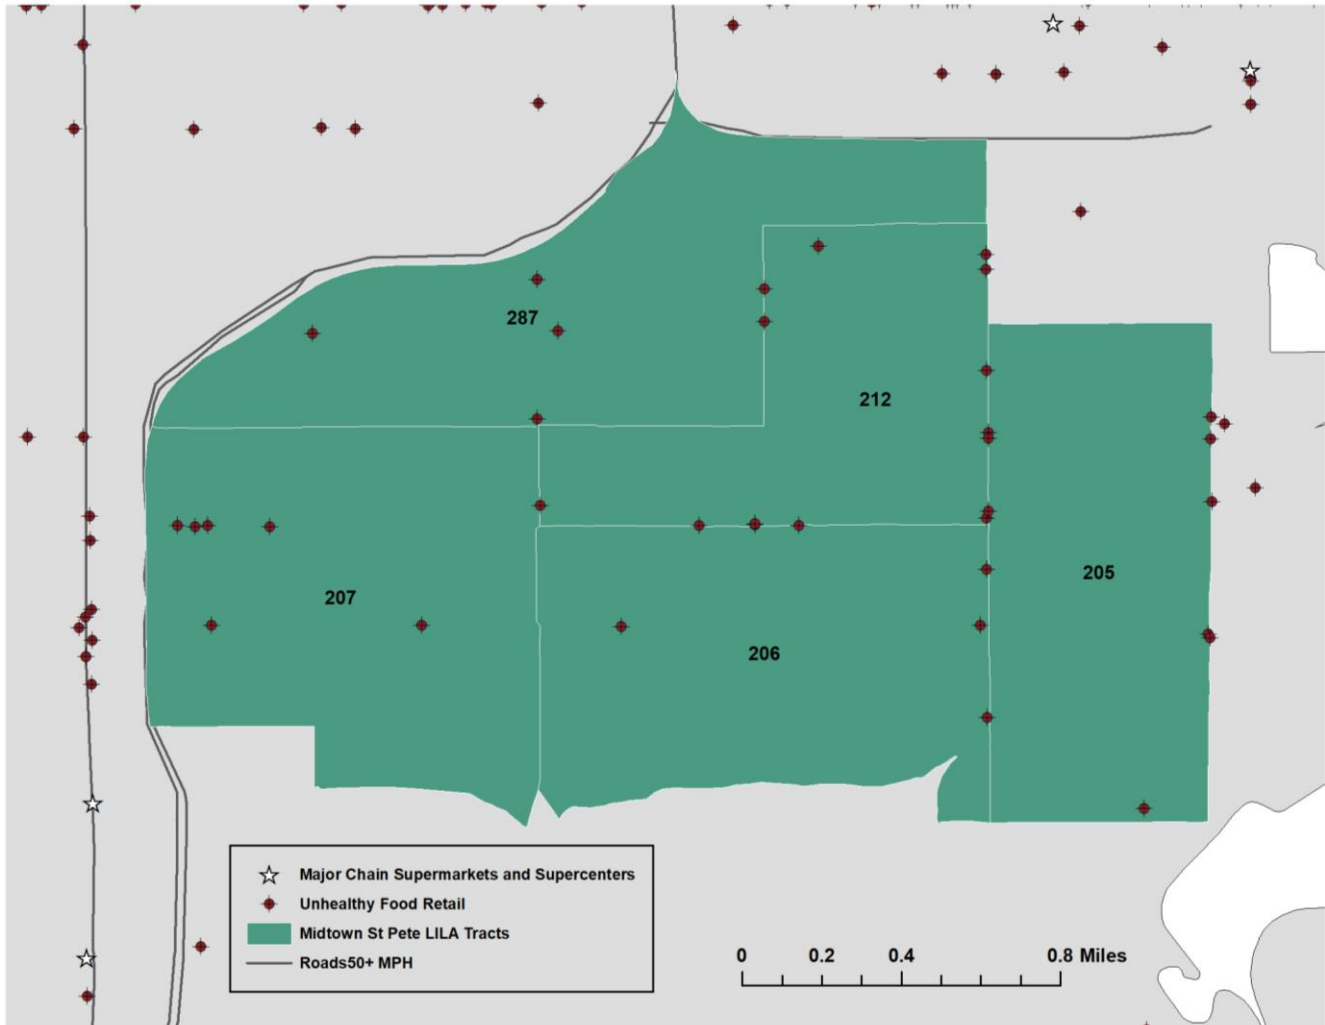 287
212
205
207
206
Major Chain Supermarkets and Supercenters
Unhealthy Food Retail
Midtown St Pete LILA Tracts
Roads50+ MPH
0 0.2 0.4 0.8 Miles